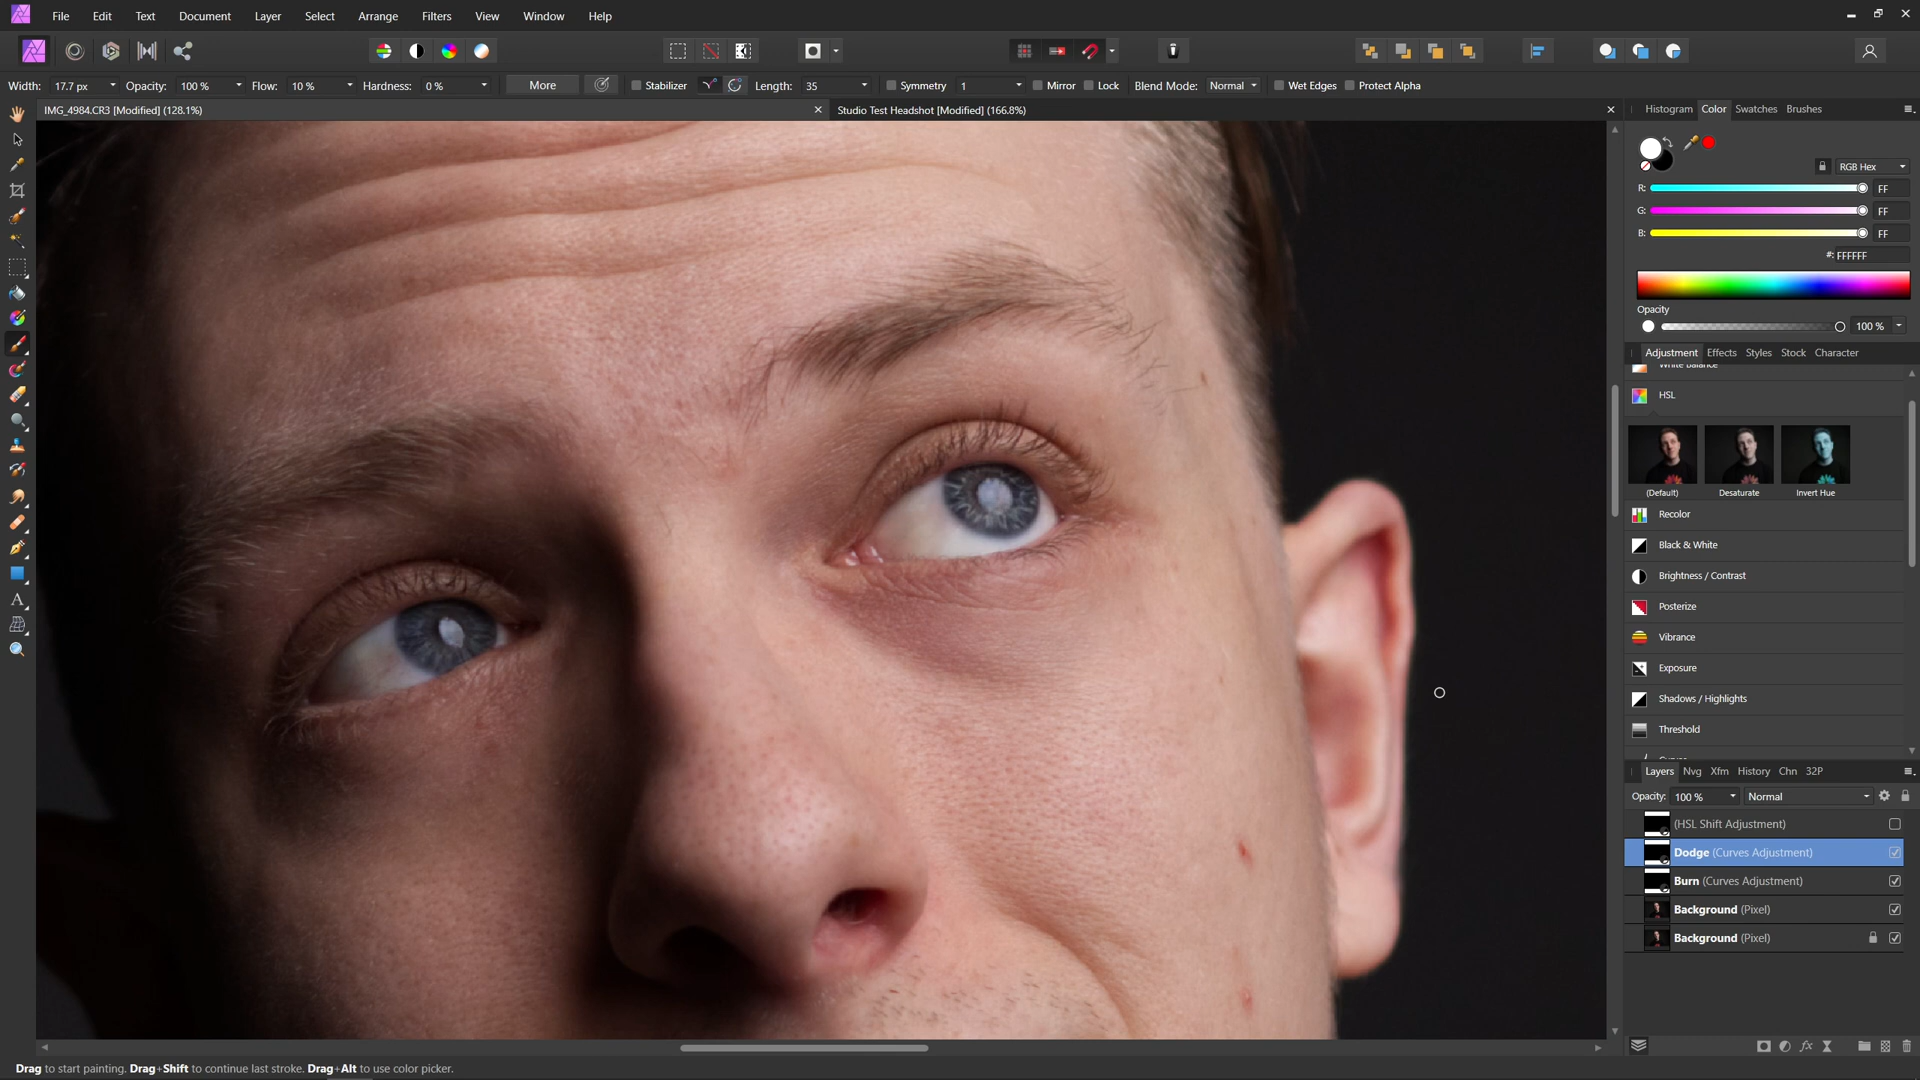 File Edit Text Document Layer Select Arrange Filters View Window Help
Width: 17.7 px Opacity: 100 % Flow: 10 % Hardness: 0 % More Stabilizer Length: 35 Symmetry 1 Mirror Lock Blend Mode: Normal Wet Edges Protect Alpha
IMG_4984.CR3 [Modified] (128.1%) Studio Test Headshot [Modified] (166.8%)
Histogram Color Swatches Brushes
RGB Hex
R: FF
G: FF
B: FF
#: FFFFFF
Opacity
100 %
Adjustment Effects Styles Stock Character
White Balance
HSL
(Default) Desaturate Invert Hue
Recolor
Black & White
Brightness / Contrast
Posterize
Vibrance
Exposure
Shadows / Highlights
Threshold
Layers Nvg Xfm History Chn 32P
Opacity: 100 % Normal
(HSL Shift Adjustment)
Dodge (Curves Adjustment)
Burn (Curves Adjustment)
Background (Pixel)
Background (Pixel)
Drag to start painting. Drag+Shift to continue last stroke. Drag+Alt to use color picker.